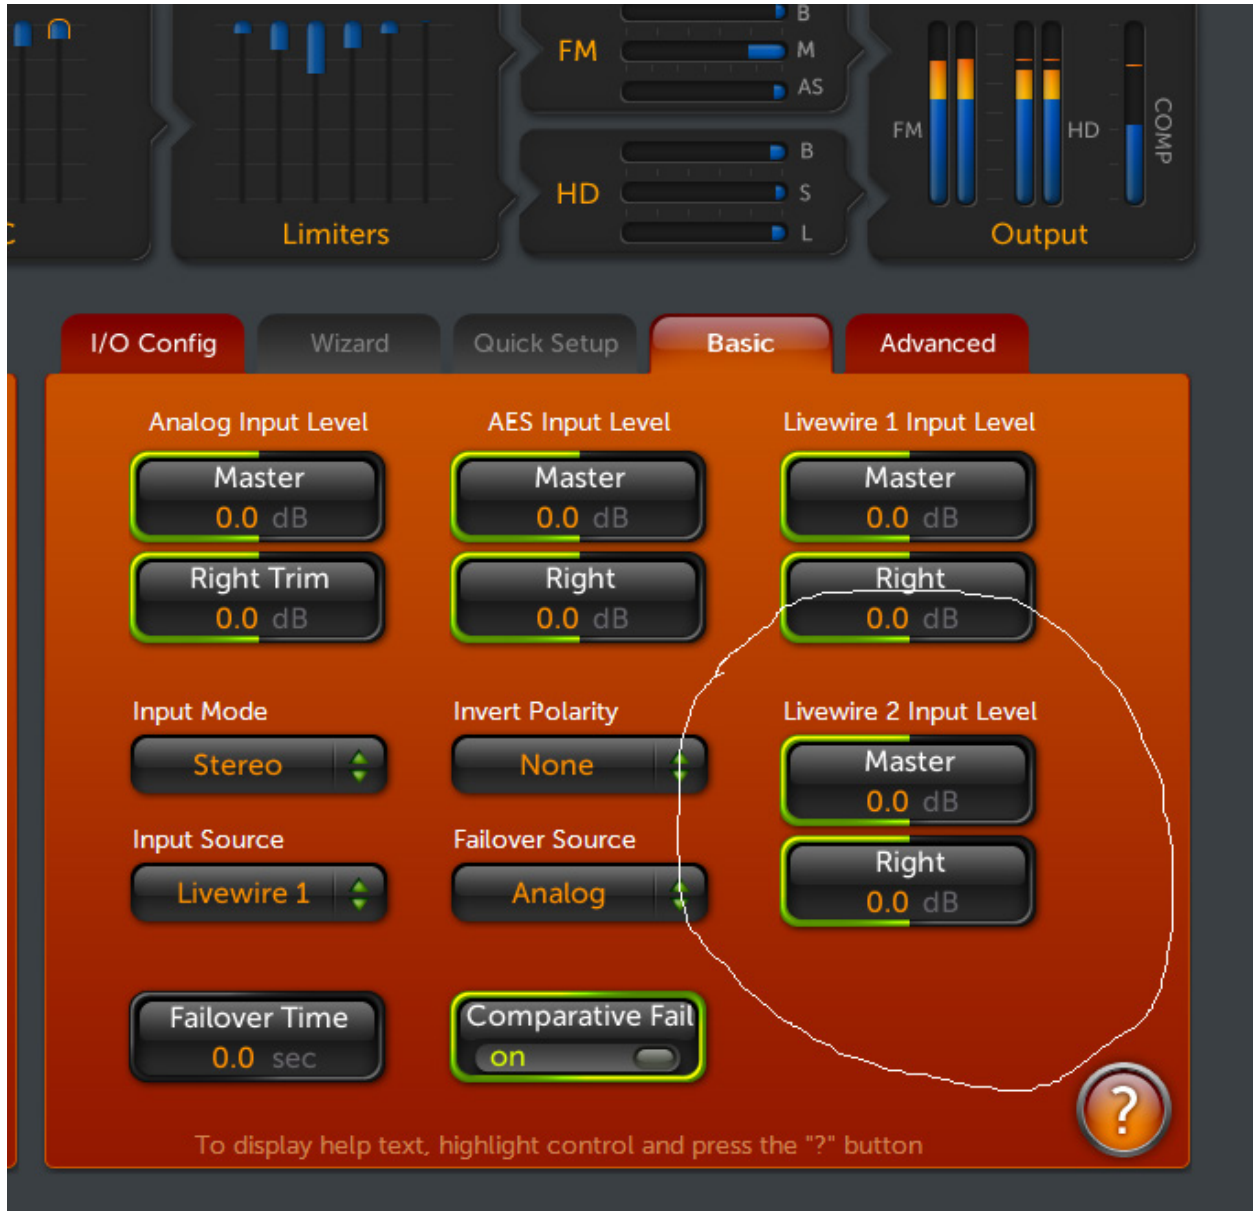 B
FM
M
AS
FM
HD
COMP
B
HD
S
L
C
Limiters
Output
I/O Config
Wizard
Quick Setup
Basic
Advanced
Analog Input Level
AES Input Level
Livewire 1 Input Level
Master
0.0 dB
Master
0.0 dB
Master
0.0 dB
Right Trim
0.0 dB
Right
0.0 dB
Right
0.0 dB
Input Mode
Invert Polarity
Livewire 2 Input Level
Stereo
None
Master
0.0 dB
Input Source
Failover Source
Right
0.0 dB
Livewire 1
Analog
Failover Time
0.0 sec
Comparative Fail
on
?
To display help text, highlight control and press the "?" button